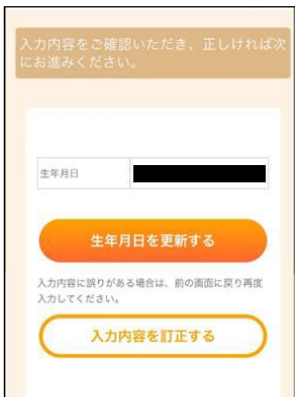 入力内容をご確認いただき、正しければ次
にお進みください。
生年月日
生年月日を更新する
入力内容に誤りがある場合は、前の画面に戻り再度
入力してください。
入力内容を訂正する